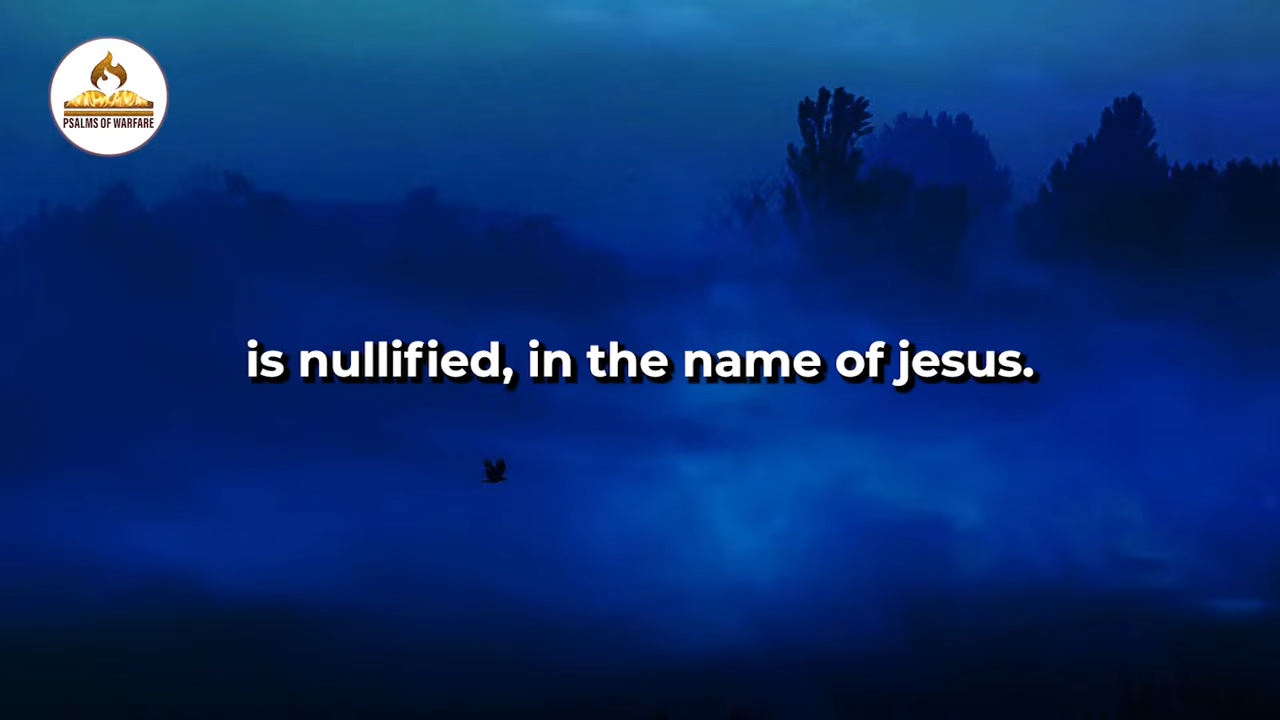 PSALMS OF WARFARE
is nullified, in the name of jesus.